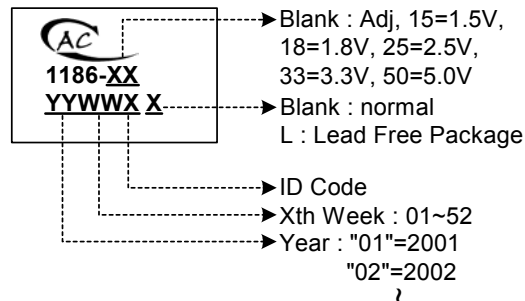 AC
1186-XX
YYWWX X
Blank : Adj, 15=1.5V,
18=1.8V, 25=2.5V,
33=3.3V, 50=5.0V
Blank : normal
L : Lead Free Package
ID Code
Xth Week : 01~52
Year : "01"=2001
"02"=2002
~